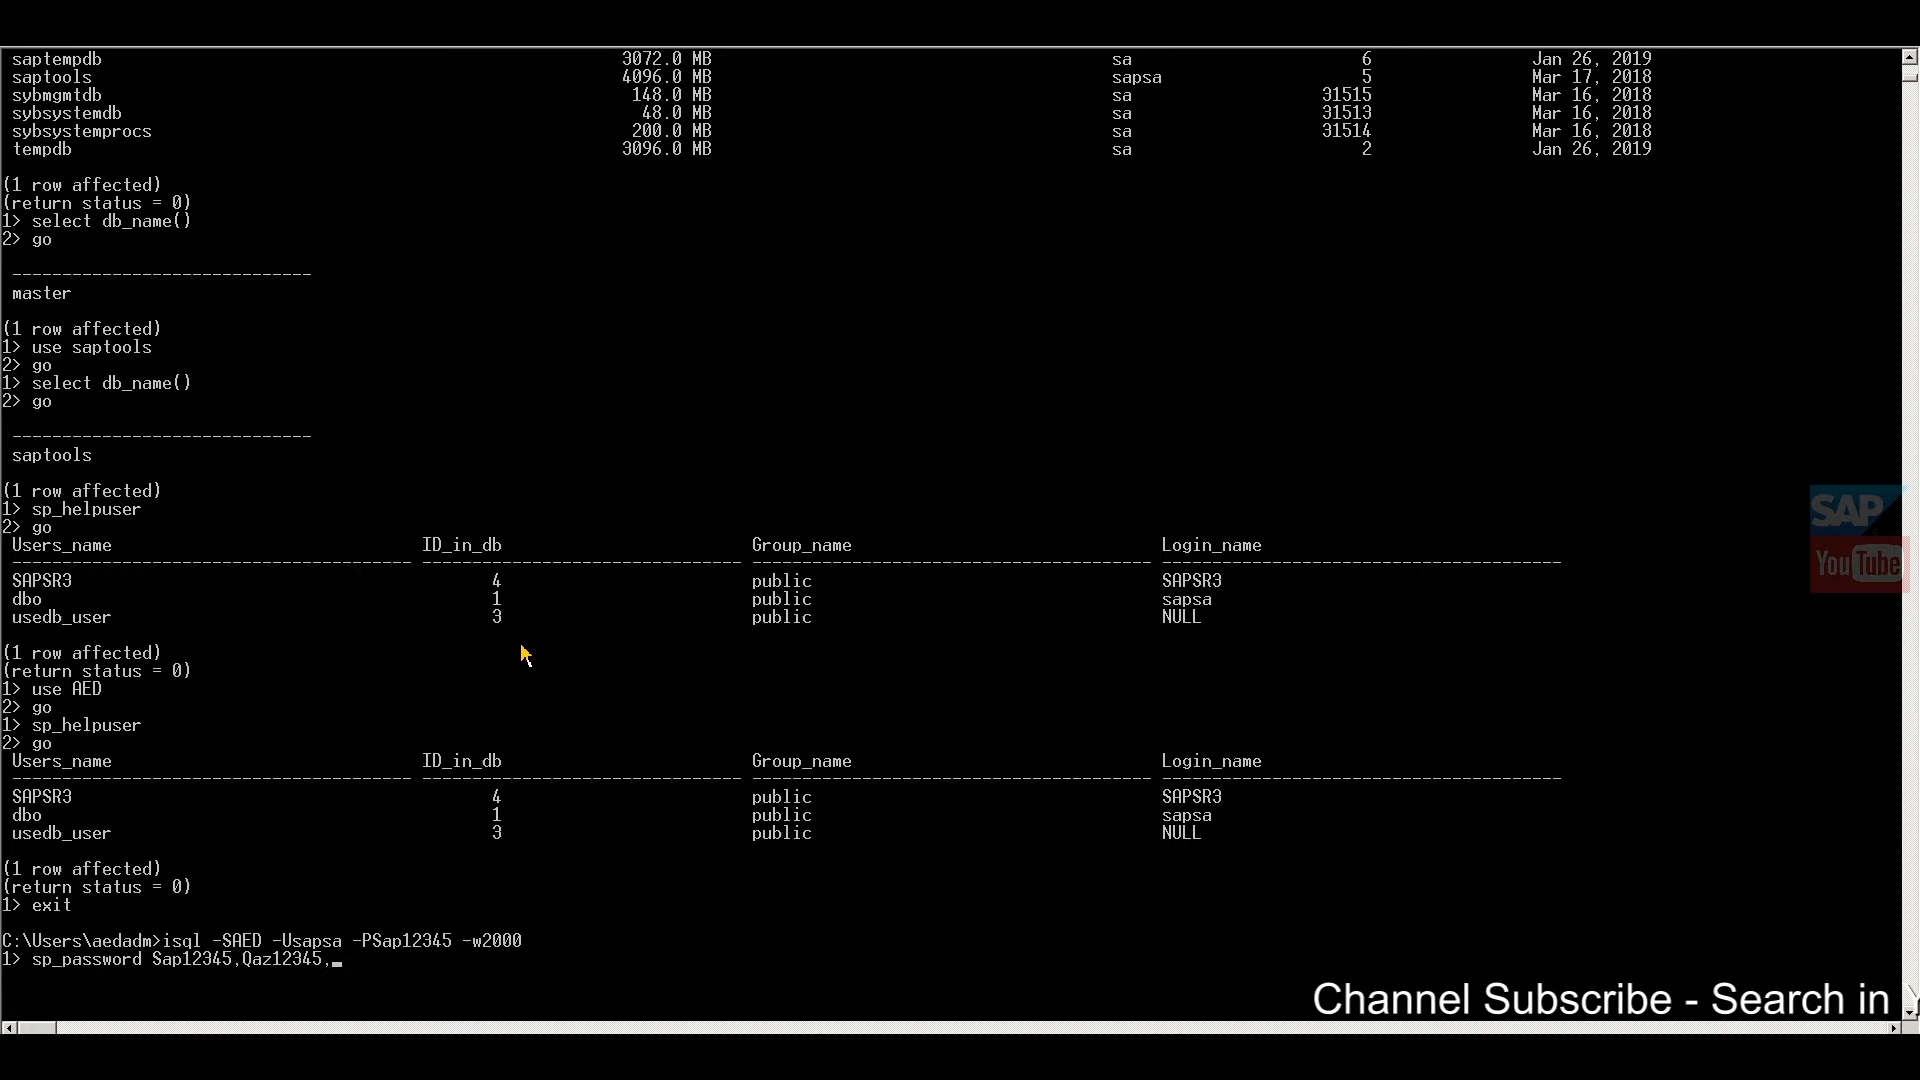 saptempdb 3072.0 MB sa 6 Jan 26, 2019
saptools 4096.0 MB sapsa 5 Mar 17, 2018
sybmgmtdb 148.0 MB sa 31515 Mar 16, 2018
sybsystemdb 48.0 MB sa 31513 Mar 16, 2018
sybsystemprocs 200.0 MB sa 31514 Mar 16, 2018
tempdb 3096.0 MB sa 2 Jan 26, 2019
(1 row affected)
(return status = 0)
1> select db_name()
2> go
------------------------------
master
(1 row affected)
1> use saptools
2> go
1> select db_name()
2> go
------------------------------
saptools
(1 row affected)
1> sp_helpuser
2> go
Users_name ID_in_db Group_name Login_name
---------------------------------------- -------------------------------- ---------------------------------------- ----------------------------------------
SAPSR3 4 public SAPSR3
dbo 1 public sapsa
usedb_user 3 public NULL
(1 row affected)
(return status = 0)
1> use AED
2> go
1> sp_helpuser
2> go
Users_name ID_in_db Group_name Login_name
---------------------------------------- -------------------------------- ---------------------------------------- ----------------------------------------
SAPSR3 4 public SAPSR3
dbo 1 public sapsa
usedb_user 3 public NULL
(1 row affected)
(return status = 0)
1> exit
C:\Users\aedadm>isql -SAED -Usapsa -PSap12345 -w2000
1> sp_password Sap12345,Qaz12345,_
SAP
YouTube
Channel Subscribe - Search in